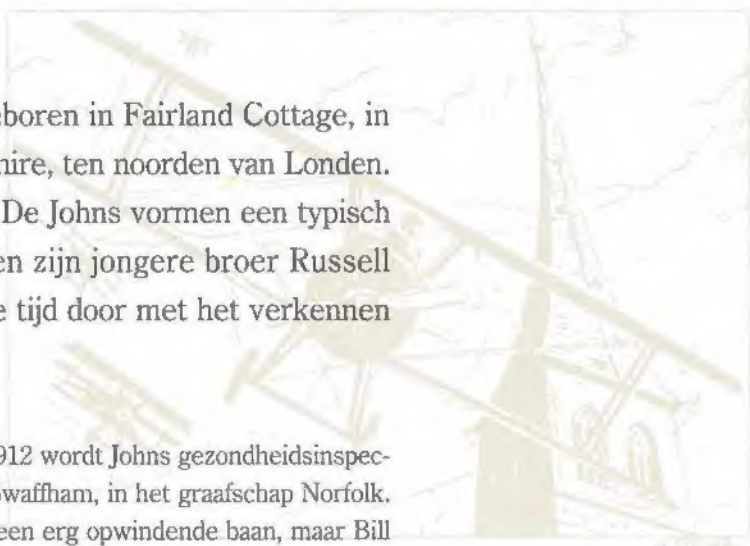 boren in Fairland Cottage, in
hire, ten noorden van Londen.
De Johns vormen een typisch
en zijn jongere broer Russell
e tijd door met het verkennen
912 wordt Johns gezondheidsinspec-
waffham, in het graafschap Norfolk.
een erg opwindende baan, maar Bill